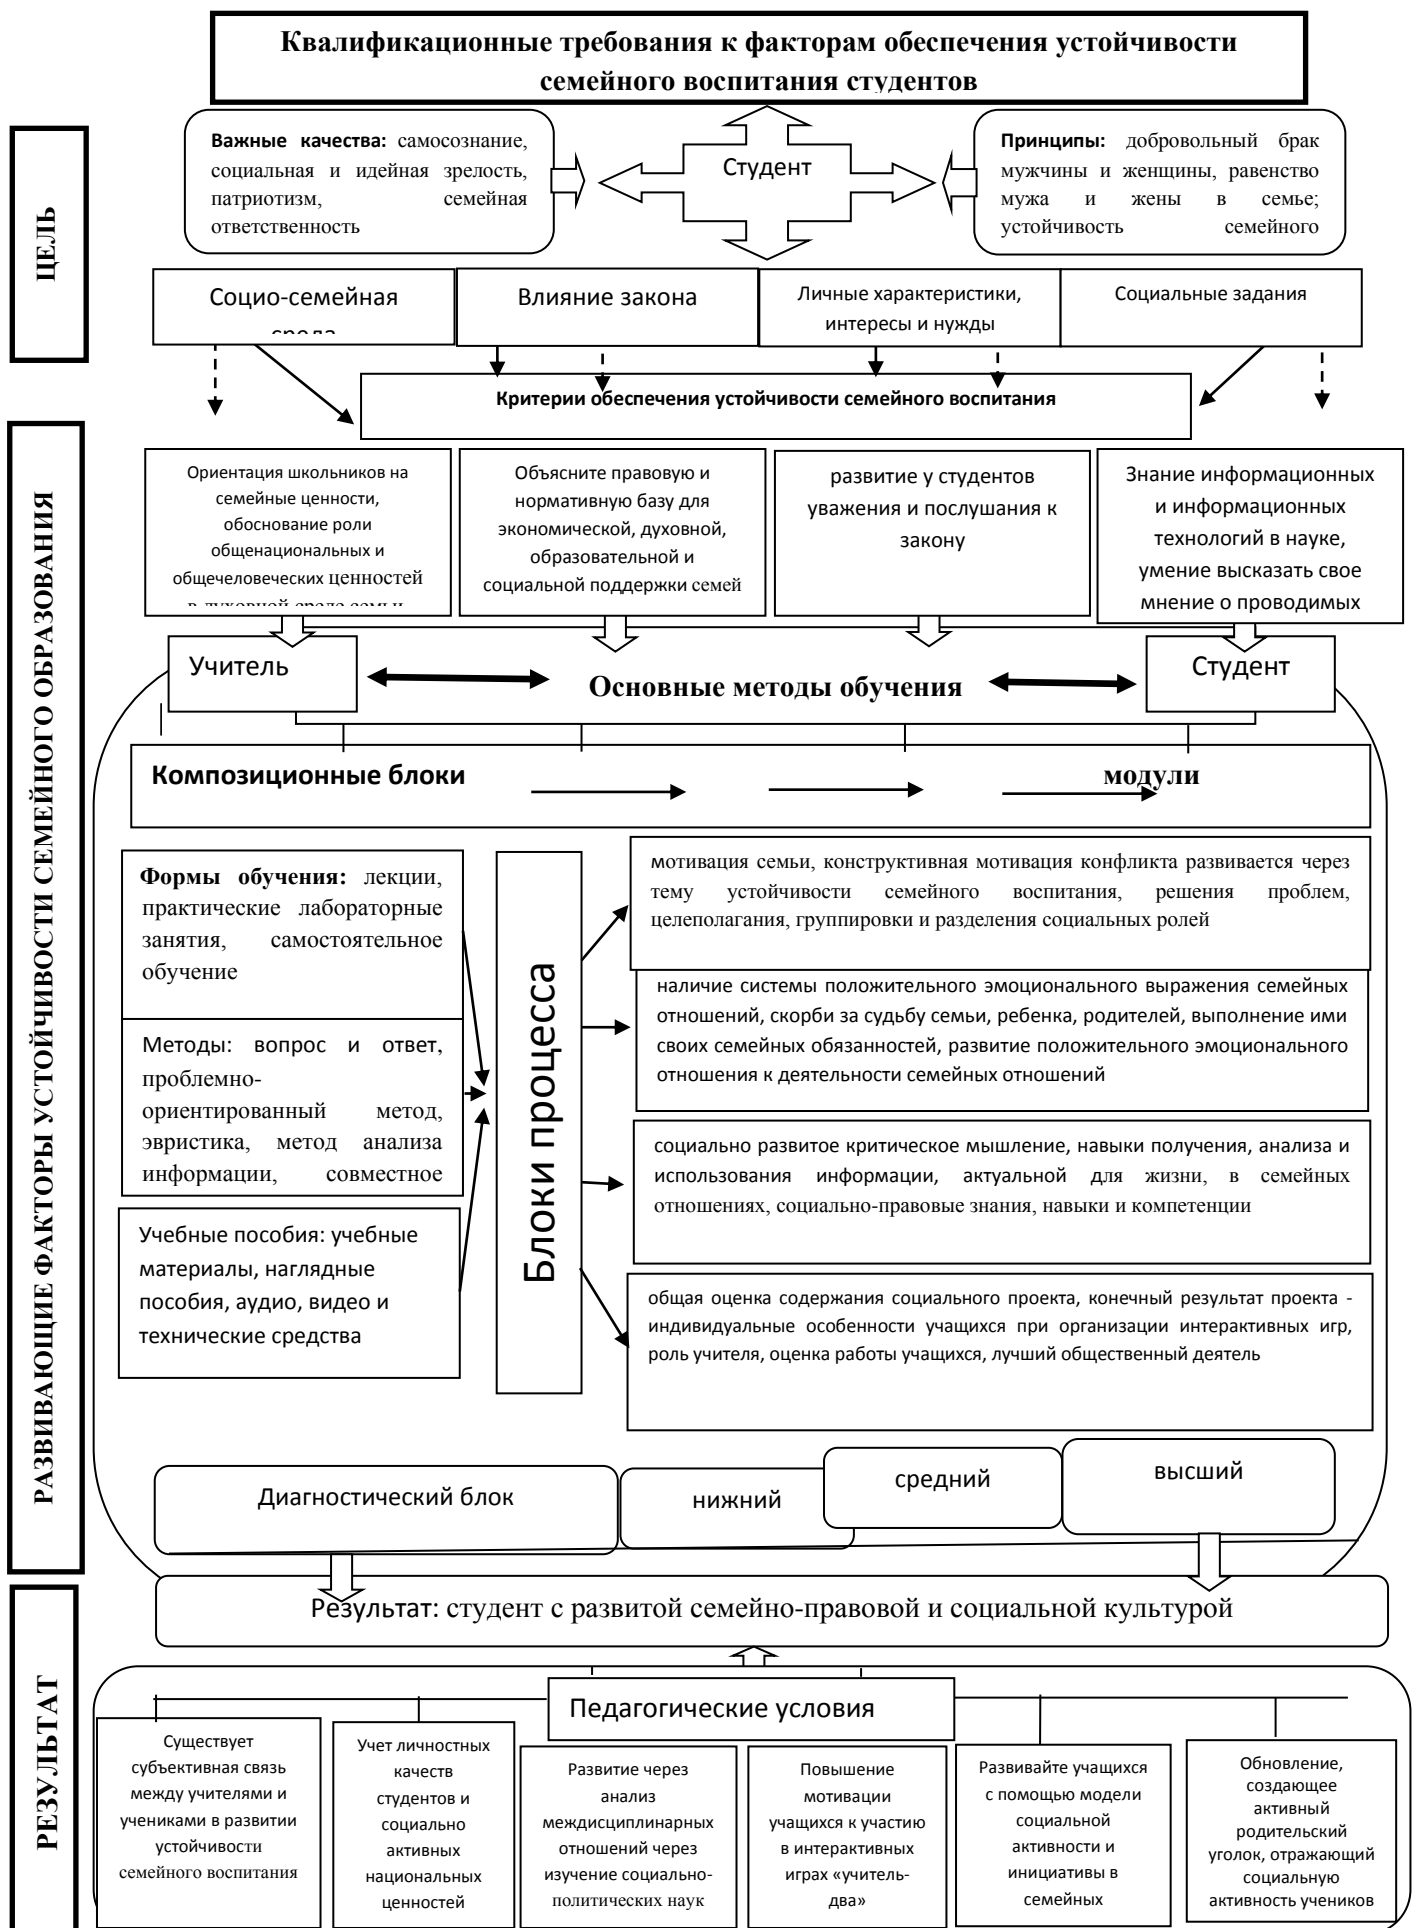 Квалификационные требования к факторам обеспечения устойчивости
семейного воспитания студентов
ЦЕЛЬ
Важные качества: самосознание,
социальная и идейная зрелость,
патриотизм, семейная
ответственность
Студент
Принципы: добровольный брак
мужчины и женщины, равенство
мужа и жены в семье;
устойчивость семейного
Социо-семейная
среда
Влияние закона
Личные характеристики,
интересы и нужды
Социальные задания
Критерии обеспечения устойчивости семейного воспитания
РАЗВИВАЮЩИЕ ФАКТОРЫ УСТОЙЧИВОСТИ СЕМЕЙНОГО ОБРАЗОВАНИЯ
Ориентация школьников на
семейные ценности,
обоснование роли
общенациональных и
общечеловеческих ценностей
в духовной среде семьи
Объясните правовую и
нормативную базу для
экономической, духовной,
образовательной и
социальной поддержки семей
развитие у студентов
уважения и послушания к
закону
Знание информационных
и информационных
технологий в науке,
умение высказать свое
мнение о проводимых
Учитель
Основные методы обучения
Студент
Композиционные блоки
модули
Формы обучения: лекции,
практические лабораторные
занятия, самостоятельное
обучение
Методы: вопрос и ответ,
проблемно-
ориентированный метод,
эвристика, метод анализа
информации, совместное
Учебные пособия: учебные
материалы, наглядные
пособия, аудио, видео и
технические средства
Блоки процесса
мотивация семьи, конструктивная мотивация конфликта развивается через
тему устойчивости семейного воспитания, решения проблем,
целеполагания, группировки и разделения социальных ролей
наличие системы положительного эмоционального выражения семейных
отношений, скорби за судьбу семьи, ребенка, родителей, выполнение ими
своих семейных обязанностей, развитие положительного эмоционального
отношения к деятельности семейных отношений
социально развитое критическое мышление, навыки получения, анализа и
использования информации, актуальной для жизни, в семейных
отношениях, социально-правовые знания, навыки и компетенции
общая оценка содержания социального проекта, конечный результат проекта -
индивидуальные особенности учащихся при организации интерактивных игр,
роль учителя, оценка работы учащихся, лучший общественный деятель
Диагностический блок
нижний
средний
высший
РЕЗУЛЬТАТ
Результат: студент с развитой семейно-правовой и социальной культурой
Педагогические условия
Существует
субъективная связь
между учителями и
учениками в развитии
устойчивости
семейного воспитания
Учет личностных
качеств
студентов и
социально
активных
национальных
ценностей
Развитие через
анализ
междисциплинарных
отношений через
изучение социально-
политических наук
Повышение
мотивации
учащихся к участию
в интерактивных
играх «учитель-
два»
Развивайте учащихся
с помощью модели
социальной
активности и
инициативы в
семейных
Обновление,
создающее
активный
родительский
уголок, отражающий
социальную
активность учеников